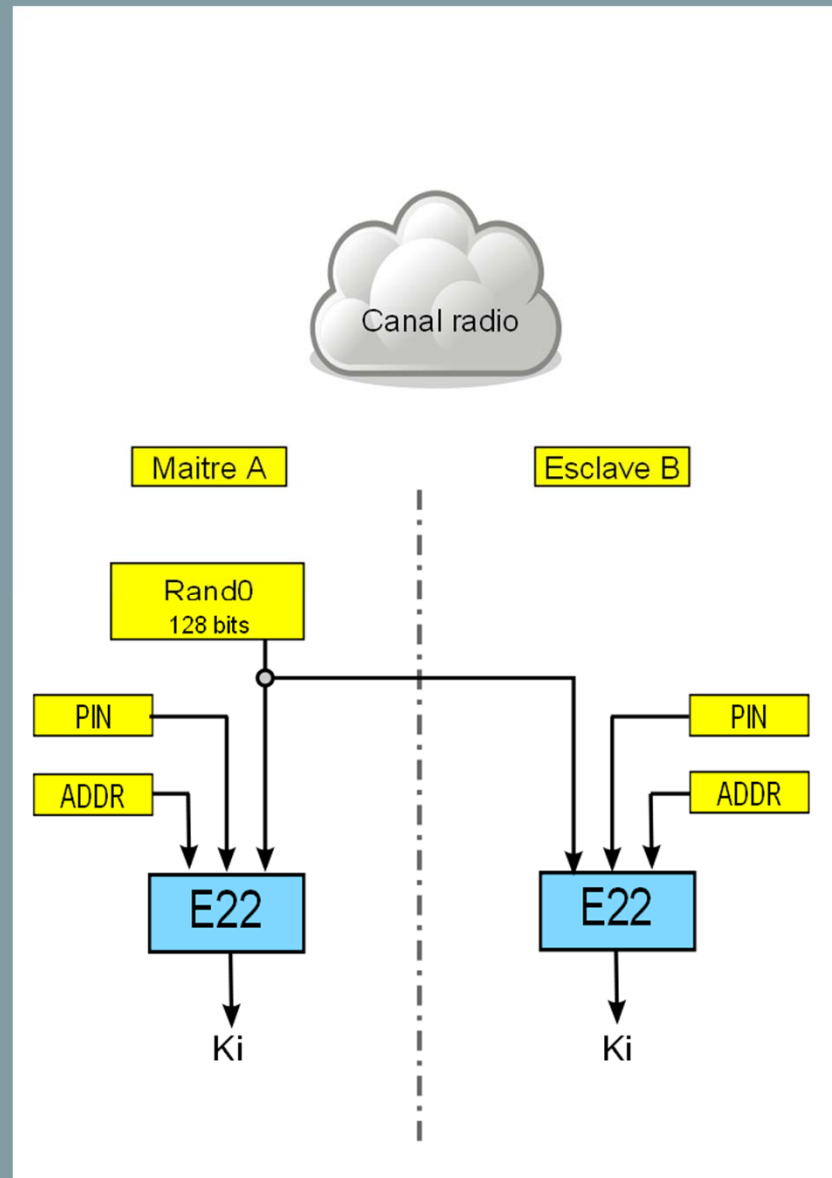 Canal radio
Maitre A
Esclave B
Rand0
128 bits
PIN
PIN
ADDR
ADDR
E22
E22
Ki
Ki